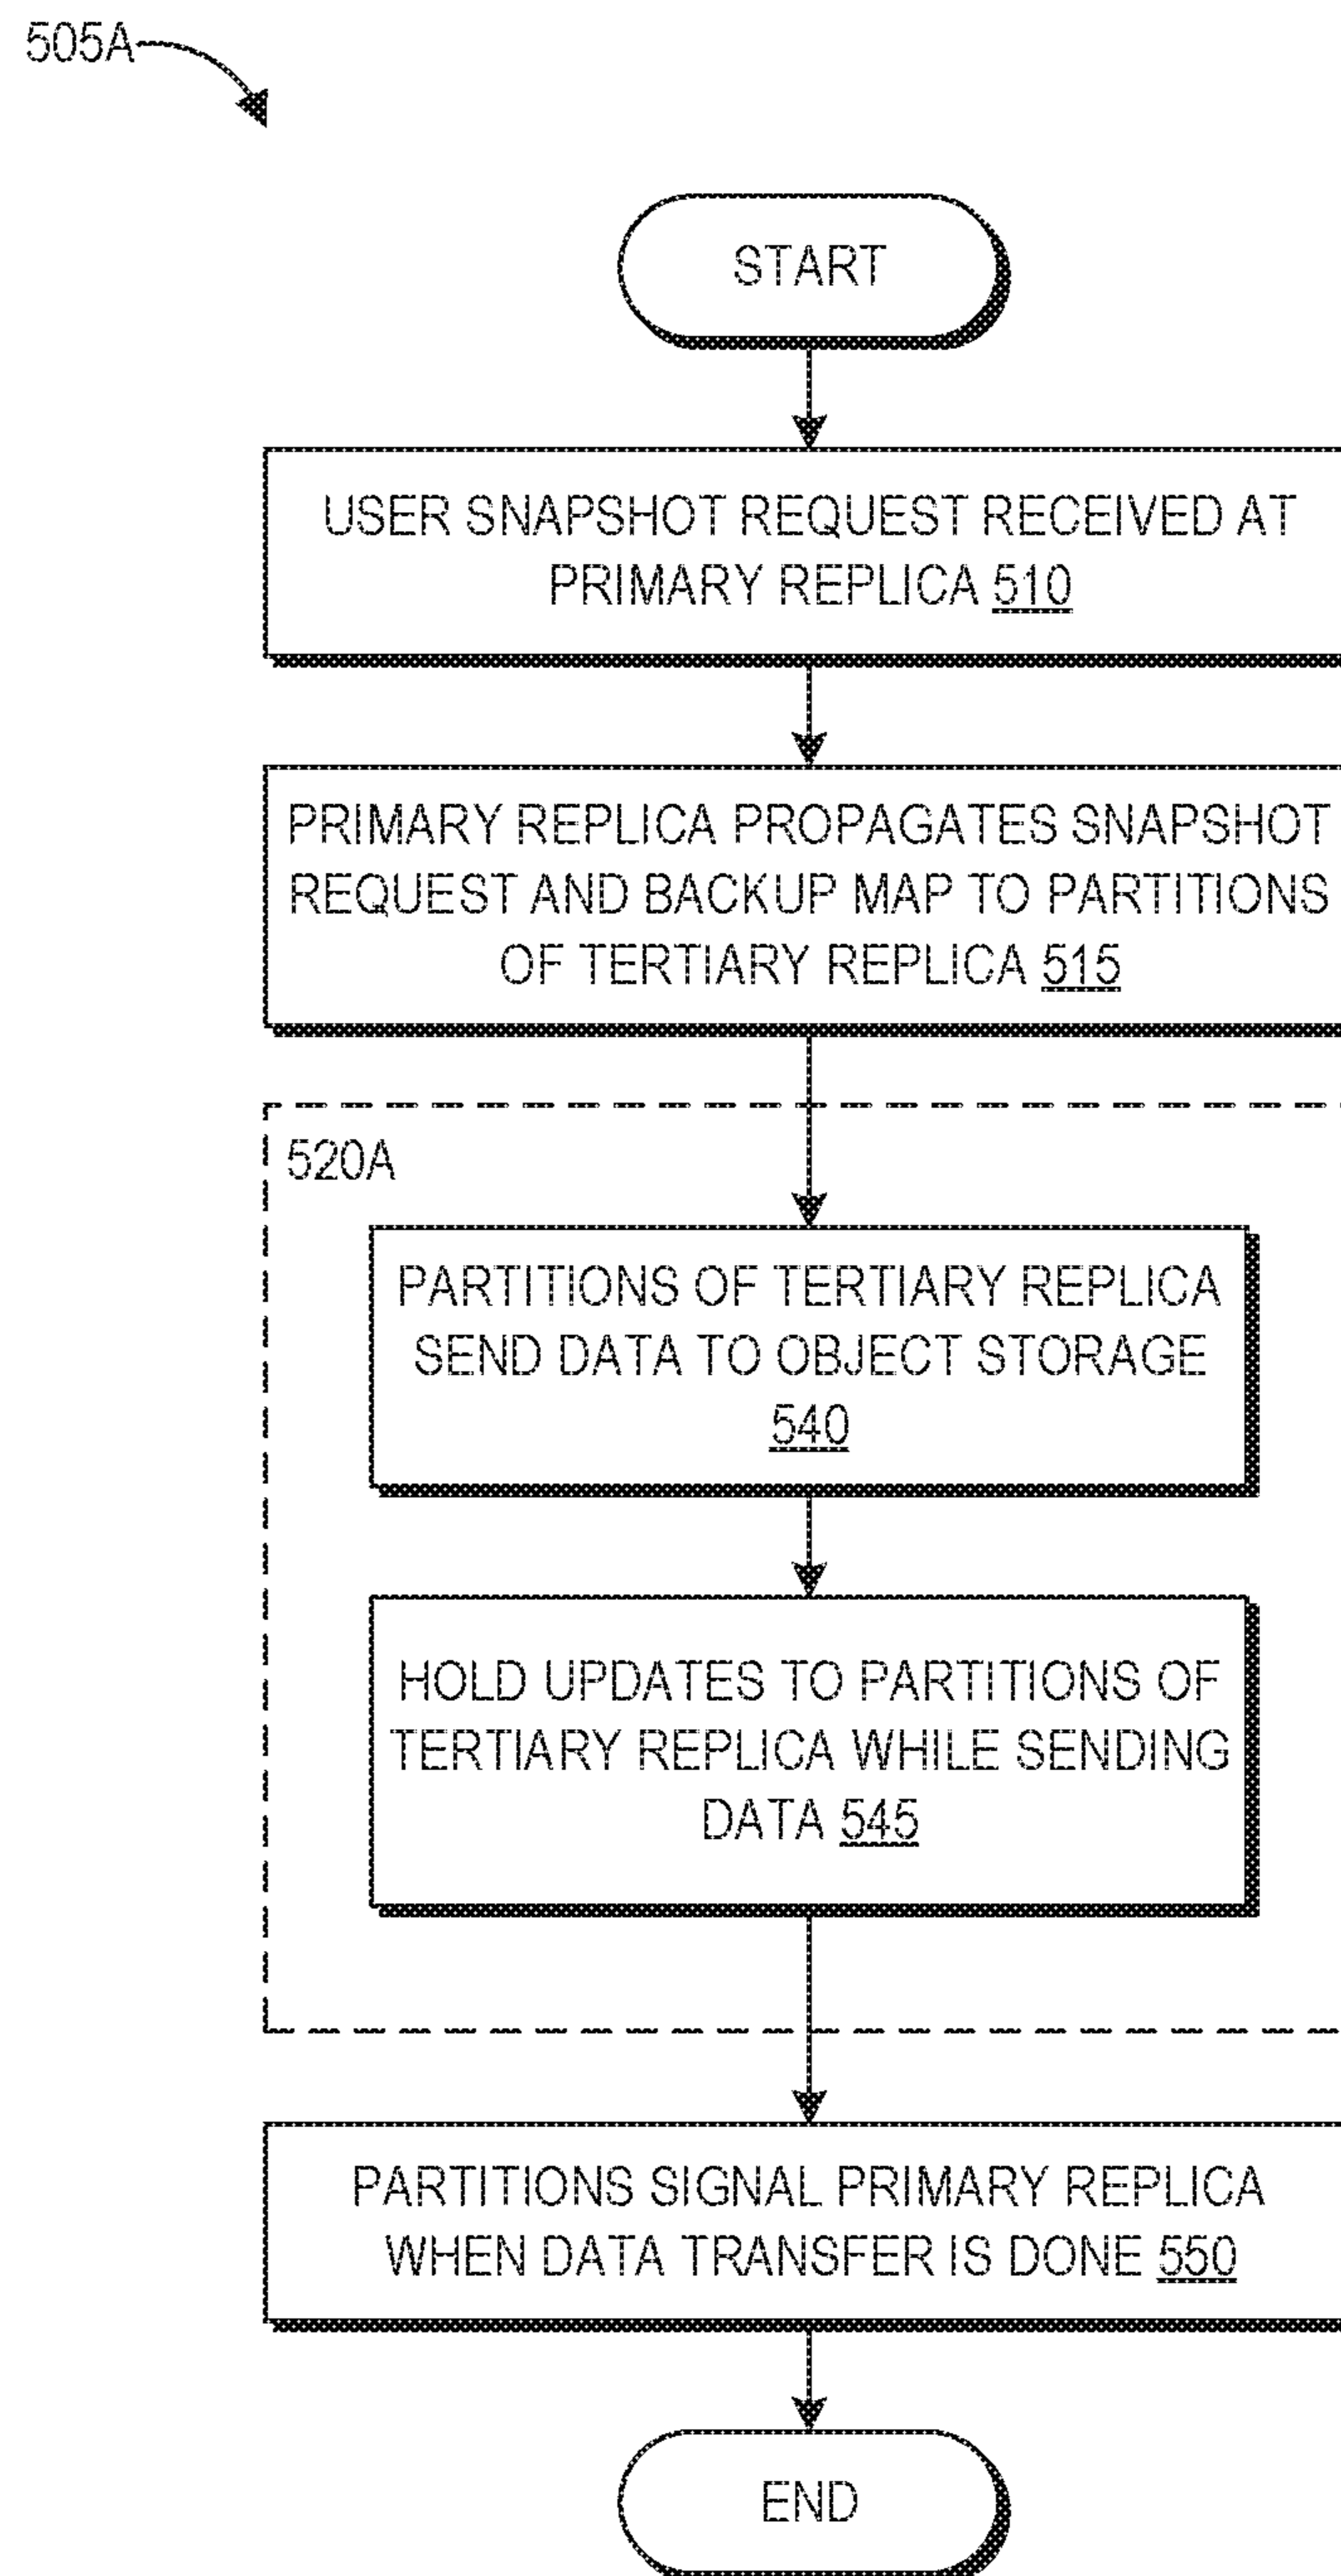 505A
START
USER SNAPSHOT REQUEST RECEIVED AT
PRIMARY REPLICA 510
PRIMARY REPLICA PROPAGATES SNAPSHOT
REQUEST AND BACKUP MAP TO PARTITIONS
OF TERTIARY REPLICA 515
520A
PARTITIONS OF TERTIARY REPLICA
SEND DATA TO OBJECT STORAGE
540
HOLD UPDATES TO PARTITIONS OF
TERTIARY REPLICA WHILE SENDING
DATA 545
PARTITIONS SIGNAL PRIMARY REPLICA
WHEN DATA TRANSFER IS DONE 550
END